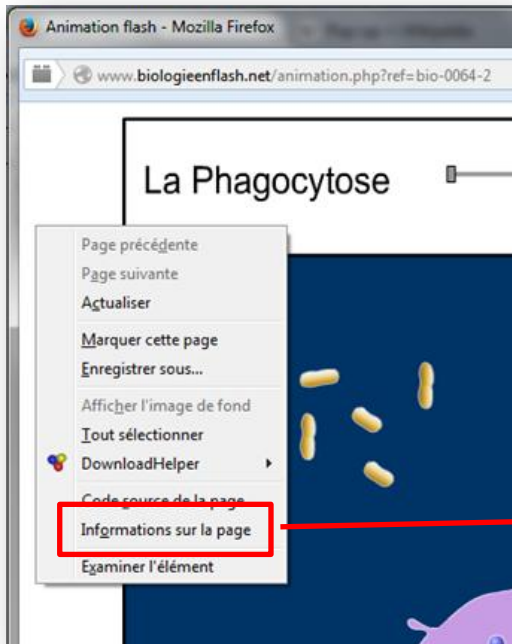 Animation flash - Mozilla Firefox
www.biologieenflash.net/animation.php?ref=bio-0064-2
La Phagocytose
Page précédente
Page suivante
Actualiser
Marquer cette page
Enregistrer sous...
Afficher l'image de fond
Tout sélectionner
DownloadHelper
Code source de la page
Informations sur la page
Examiner l'élément